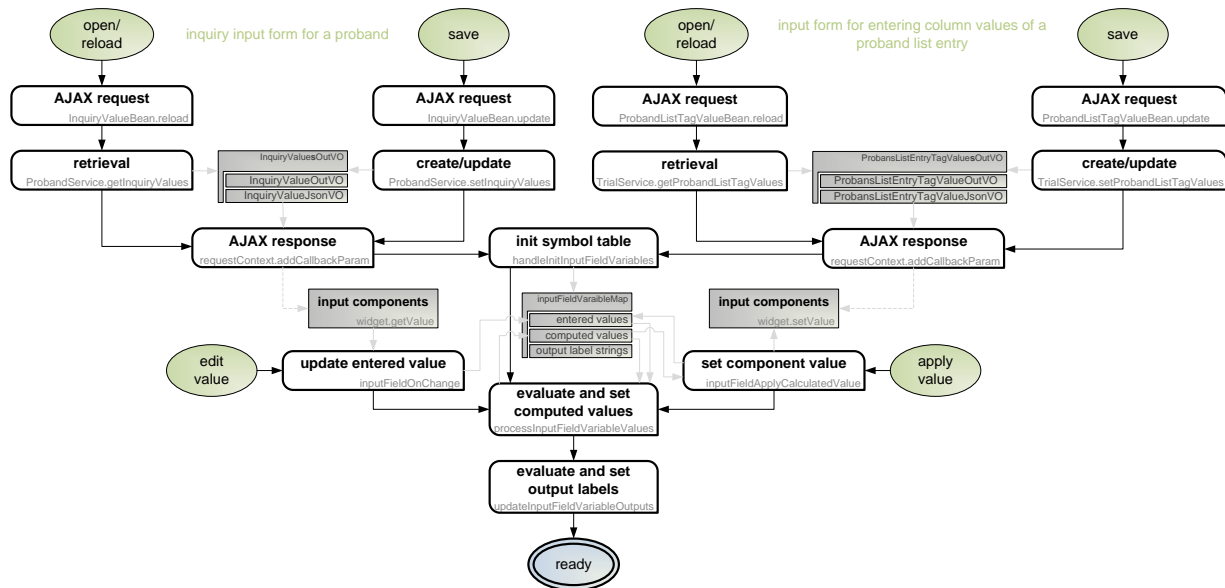 open/
reload
inquiry input form for a proband
save
open/
reload
input form for entering column values of
a proband list entry
save
AJAX request
InquiryValueBean.reload
AJAX request
InquiryValueBean.update
AJAX request
ProbandListTagValueBean.reload
AJAX request
ProbandListTagValueBean.update
retrieval
ProbandService.getInquiryValues
InquiryValuesOutVO
InquiryValueOutVO
InquiryValueJsonVO
create/update
ProbandService.setInquiryValues
retrieval
TrialService.getProbandListTagValues
ProbansListEntryTagValuesOutVO
ProbansListEntryTagValueOutVO
ProbansListEntryTagValueJsonVO
create/update
TrialService.setProbandListTagValues
AJAX response
requestContext.addCallbackParam
init symbol table
handleInitInputFieldVariables
AJAX response
requestContext.addCallbackParam
input components
widget.getValue
inputFieldVaraibleMap
entered values
computed values
output label strings
input components
widget.setValue
edit
value
update entered value
inputFieldOnChange
set component value
inputFieldApplyCalculatedValue
apply
value
evaluate and set
computed values
processInputFieldVariableValues
evaluate and set
output labels
updateInputFieldVariableOutputs
ready